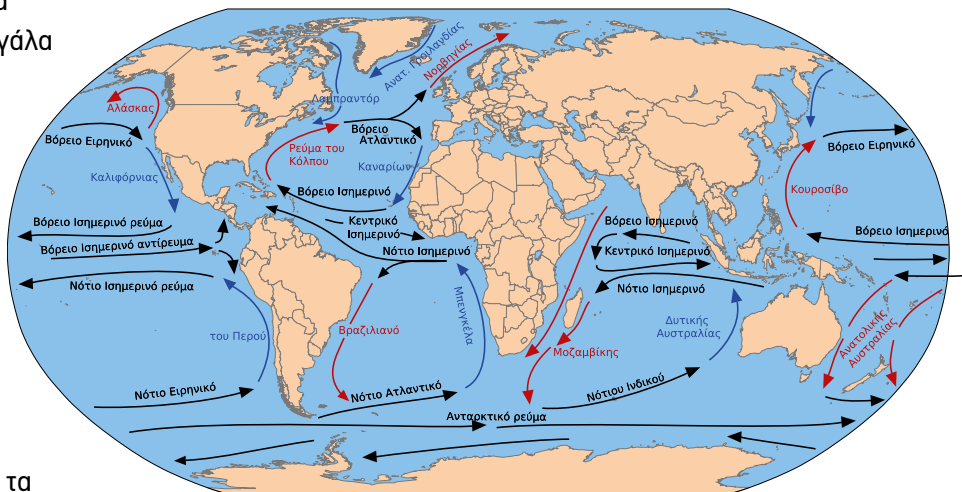 γάλα
Ανατ. Γροιλανδίας
Νορβηγίας
Αλάσκας
Λαμπραντόρ
Βόρειο Ειρηνικό
Βόρειο
Ατλαντικό
Βόρειο Ειρηνικό
Ρεύμα του
Κόλπου
Καναρίων
Καλιφόρνιας
Κουροσίβο
Βόρειο Ισημερινό
Βόρειο Ισημερινό ρεύμα
Κεντρικό
Ισημερινό
Βόρειο Ισημερινό
Βόρειο Ισημερινό
Βόρειο Ισημερινό αντίρευμα
Νότιο Ισημερινό
Κεντρικό Ισημερινό
Νότιο Ισημερινό ρεύμα
Νότιο Ισημερινό
του Περού
Βραζιλιανό
Μπενγκέλα
Μοζαμβίκης
Δυτικής
Αυστραλίας
Ανατολικής
Αυστραλίας
Νότιο Ειρηνικό
Νότιο Ατλαντικό
Νότιου Ινδικού
Ανταρκτικό ρεύμα
τα